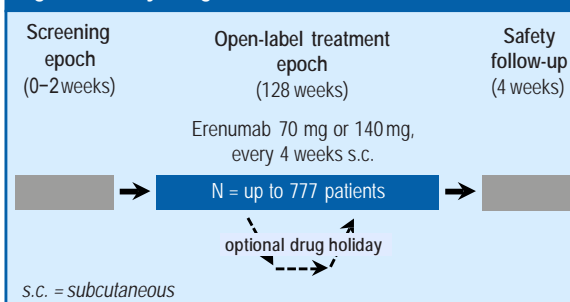 Screening
epoch
(0–2 weeks)
Open-label treatment
epoch
(128 weeks)
Safety
follow-up
(4 weeks)
Erenumab 70 mg or 140 mg,
every 4 weeks s.c.
N = up to 777 patients
optional drug holiday
s.c. = subcutaneous